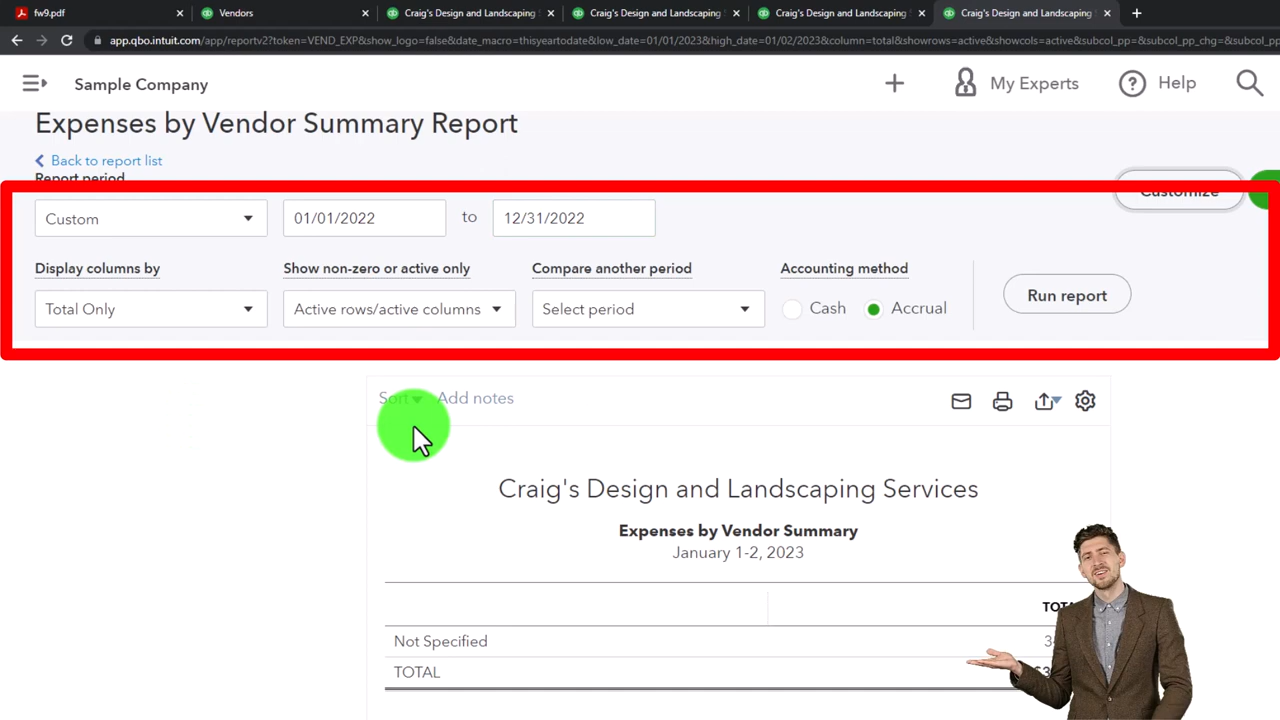 fw9.pdf
Vendors
Craig's Design and Landscaping
Craig's Design and Landscaping
Craig's Design and Landscaping
Craig's Design and Landscaping
app.qbo.intuit.com/app/reportv2?token=VEND_EXP&show_logo=false&date_macro=thisyeartodate&low_date=01/01/2023&high_date=01/02/2023&column=total&showrows=active&showcols=active&subcol_pp=&subcol_pp_chg=&subcol_pp
Sample Company
My Experts
Help
Expenses by Vendor Summary Report
Back to report list
Report period
Customize
Custom
01/01/2022 to 12/31/2022
Display columns by
Show non-zero or active only
Compare another period
Accounting method
Total Only
Active rows/active columns
Select period
Cash
Accrual
Run report
Sort
Add notes
Craig's Design and Landscaping Services
Expenses by Vendor Summary
January 1-2, 2023
Not Specified
TOTAL